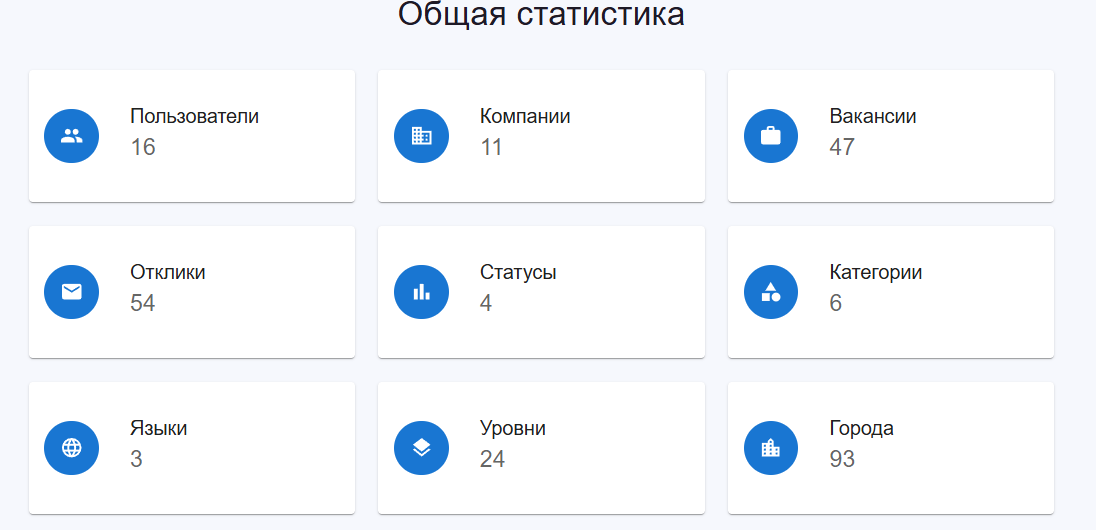 Общая статистика
Пользователи
16
Компании
11
Вакансии
47
Отклики
54
Статусы
4
Категории
6
Языки
3
Уровни
24
Города
93